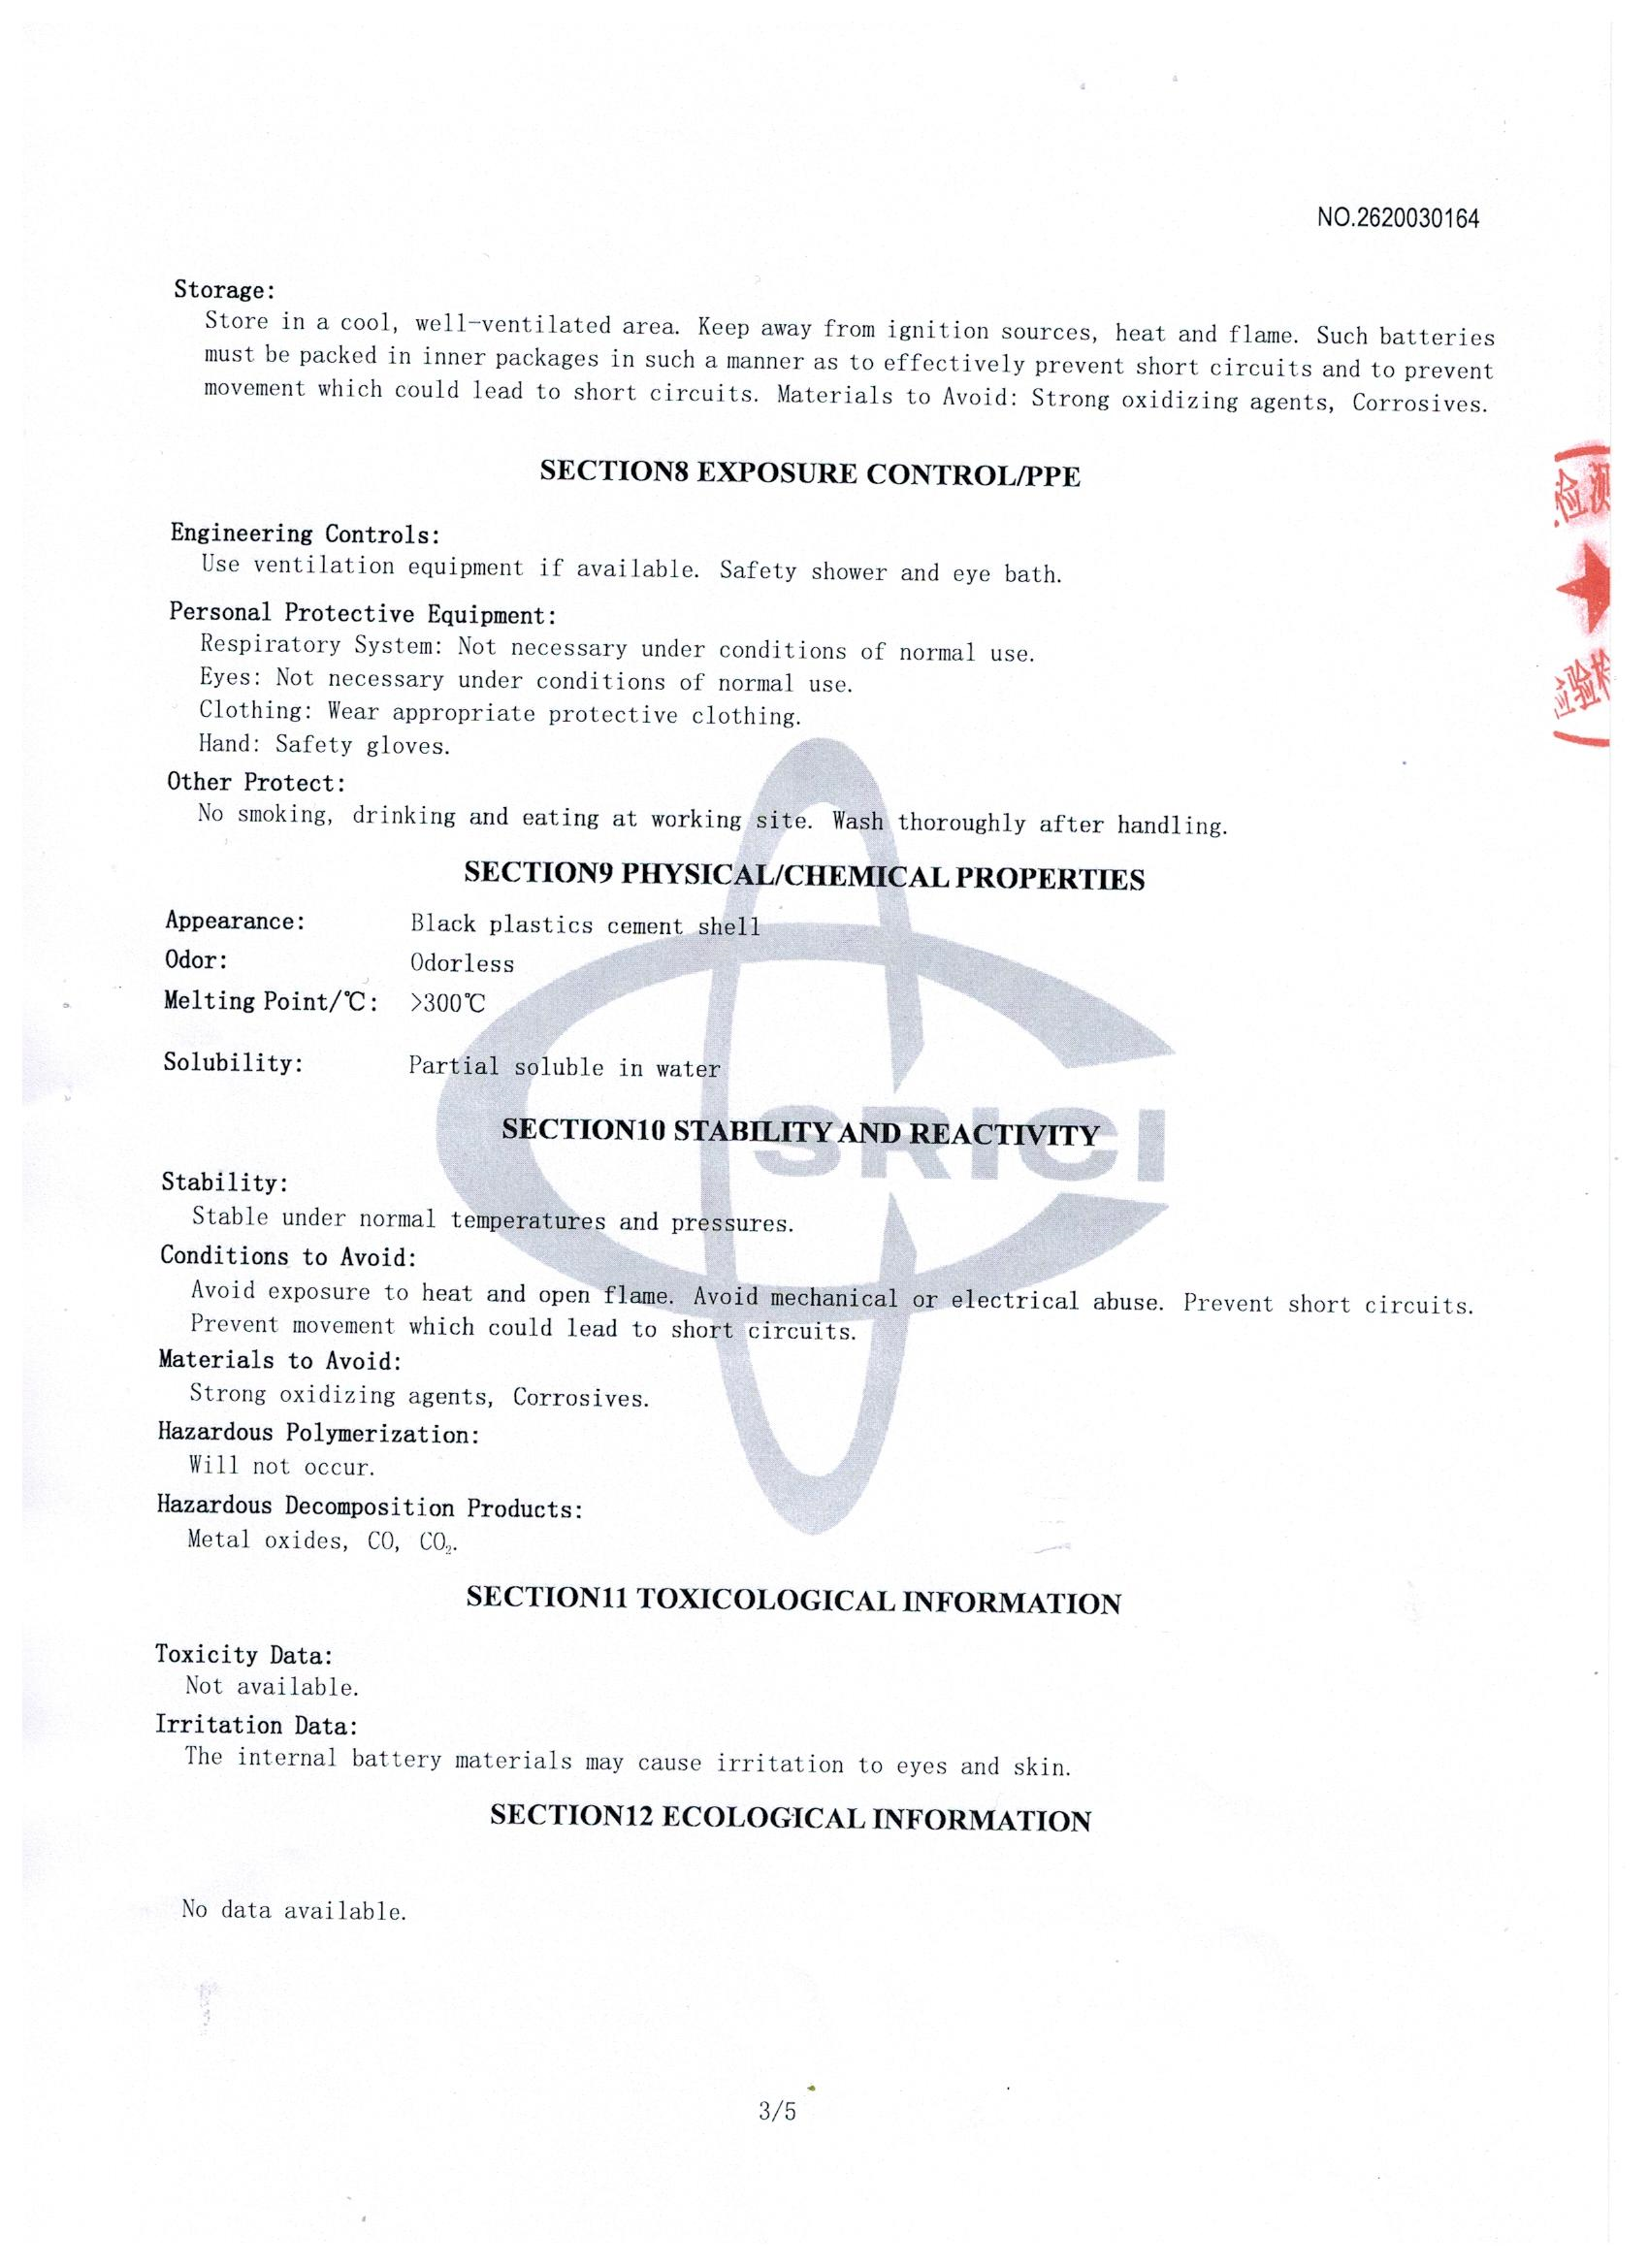 NO.2620030164
Storage:
Store in a cool, well-ventilated area. Keep away from ignition sources, heat and flame. Such batteries
must be packed in inner packages in such a manner as to effectively prevent short circuits and to prevent
movement which could lead to short circuits. Materials to Avoid: Strong oxidizing agents, Corrosives.
SECTION8 EXPOSURE CONTROL/PPE
Engineering Controls:
Use ventilation equipment if available. Safety shower and eye bath.
Personal Protective Equipment:
Respiratory System: Not necessary under conditions of normal use.
Eyes: Not necessary under conditions of normal use.
Clothing: Wear appropriate protective clothing.
Hand: Safety gloves.
Other Protect:
No smoking, drinking and eating at working site. Wash thoroughly after handling.
SECTION9 PHYSICAL/CHEMICAL PROPERTIES
Appearance: Black plastics cement shell
Odor: Odorless
Melting Point/℃: >300℃
Solubility: Partial soluble in water
SRICI
SECTION10 STABILITY AND REACTIVITY
Stability:
Stable under normal temperatures and pressures.
Conditions to Avoid:
Avoid exposure to heat and open flame. Avoid mechanical or electrical abuse. Prevent short circuits.
Prevent movement which could lead to short circuits.
Materials to Avoid:
Strong oxidizing agents, Corrosives.
Hazardous Polymerization:
Will not occur.
Hazardous Decomposition Products:
Metal oxides, CO, CO₂.
SECTION11 TOXICOLOGICAL INFORMATION
Toxicity Data:
Not available.
Irritation Data:
The internal battery materials may cause irritation to eyes and skin.
SECTION12 ECOLOGICAL INFORMATION
No data available.
3/5
检测
验